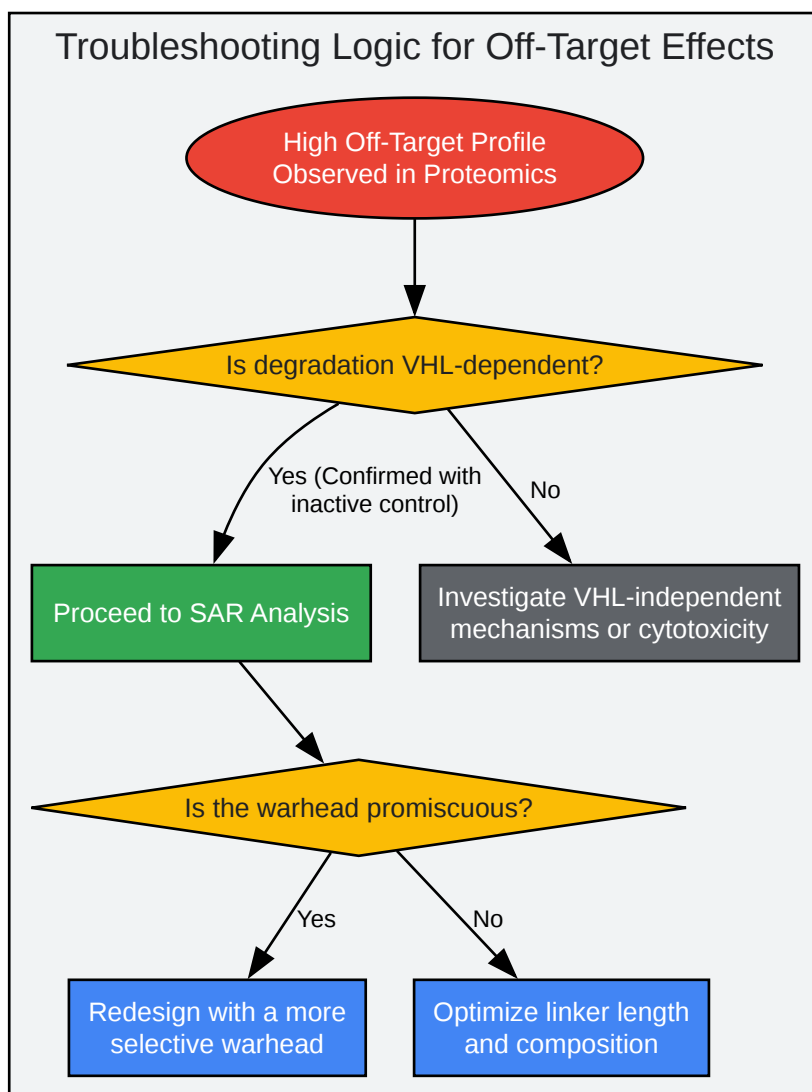 Troubleshooting Logic for Off-Target Effects
High Off-Target Profile
Observed in Proteomics
Is degradation VHL-dependent?
Yes (Confirmed with
inactive control)
No
Proceed to SAR Analysis
Investigate VHL-independent
mechanisms or cytotoxicity
Is the warhead promiscuous?
Yes
No
Redesign with a more
selective warhead
Optimize linker length
and composition